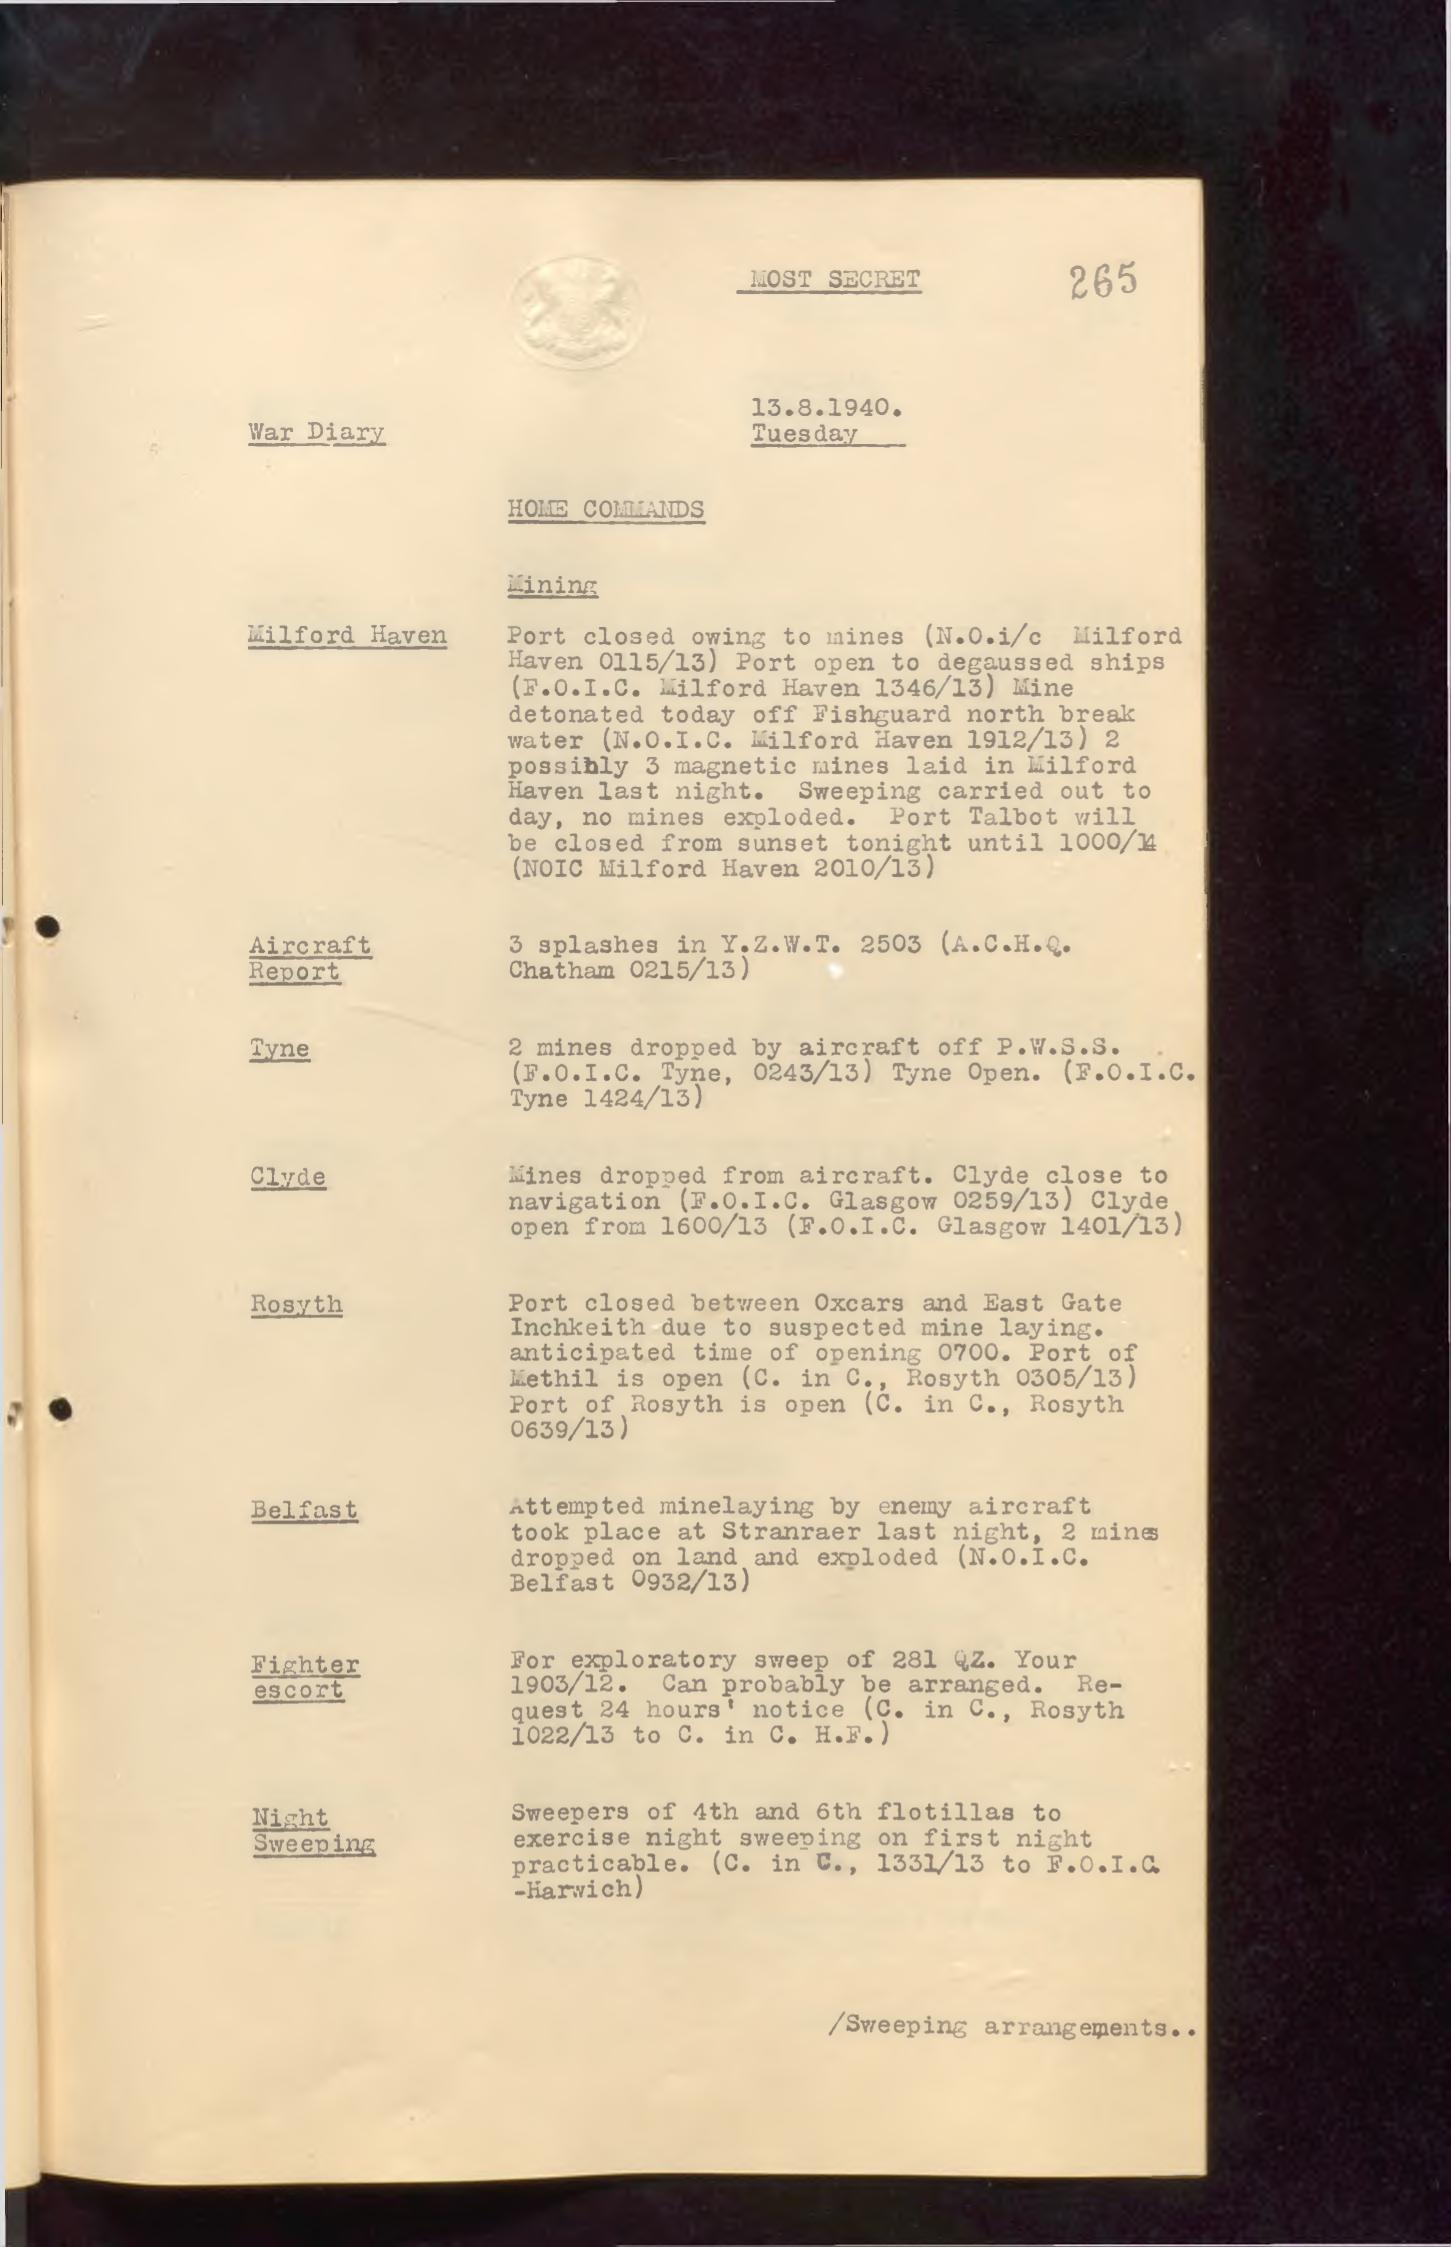 MOST SECRET
265
13.8.1940.
War Diary
Tuesday
HOME COMMANDS
Mining
Milford Haven
Port closed owing to mines (N.O.i/c Milford
Haven 0115/13) Port open to degaussed ships
(F.O.I.C. Milford Haven 1346/13) Mine
detonated today off Fishguard north break
water (N.O.I.C. Milford Haven 1912/13) 2
possibly 3 magnetic mines laid in Milford
Haven last night. Sweeping carried out to
day, no mines exploded. Port Talbot will
be closed from sunset tonight until 1000/14
(NOIC Milford Haven 2010/13)
Aircraft
Report
3 splashes in Y.Z.W.T. 2503 (A.C.H.Q.
Chatham 0215/13)
Tyne
2 mines dropped by aircraft off P.W.S.S.
(F.O.I.C. Tyne, 0243/13) Tyne Open. (F.O.I.C.
Tyne 1424/13)
Clyde
Mines dropped from aircraft. Clyde close to
navigation (F.O.I.C. Glasgow 0259/13) Clyde
open from 1600/13 (F.O.I.C. Glasgow 1401/13)
Rosyth
Port closed between Oxcars and East Gate
Inchkeith due to suspected mine laying.
anticipated time of opening 0700. Port of
Methil is open (C. in C., Rosyth 0305/13)
Port of Rosyth is open (C. in C., Rosyth
0639/13)
Belfast
Attempted minelaying by enemy aircraft
took place at Stranraer last night, 2 mines
dropped on land and exploded (N.O.I.C.
Belfast 0932/13)
Fighter
escort
For exploratory sweep of 281 QZ. Your
1903/12. Can probably be arranged. Re-
quest 24 hours' notice (C. in C., Rosyth
1022/13 to C. in C. H.F.)
Night
Sweeping
Sweepers of 4th and 6th flotillas to
exercise night sweeping on first night
practicable. (C. in C., 1331/13 to F.O.I.C.
-Harwich)
/Sweeping arrangements..